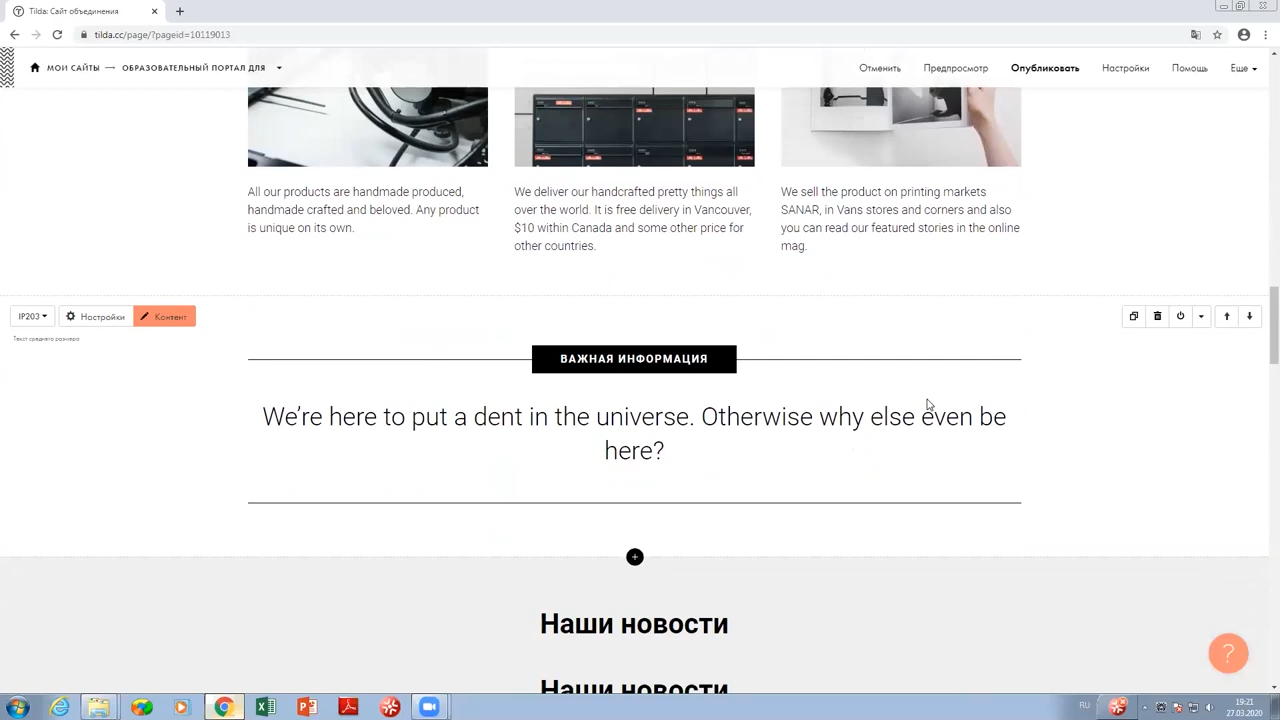 Tilda: Сайт объединения
tilda.cc/page/?pageid=10119013
МОИ САЙТЫ — ОБРАЗОВАТЕЛЬНЫЙ ПОРТАЛ ДЛЯ
Отменить Предпросмотр Опубликовать Настройки Помощь Еще
All our products are handmade produced,
handmade crafted and beloved. Any product
is unique on its own.
We deliver our handcrafted pretty things all
over the world. It is free delivery in Vancouver,
$10 within Canada and some other price for
other countries.
We sell the product on printing markets
SANAR, in Vans stores and corners and also
you can read our featured stories in the online
mag.
IP203 Настройки Контент
Текст среднего размера
ВАЖНАЯ ИНФОРМАЦИЯ
We’re here to put a dent in the universe. Otherwise why else even be
here?
Наши новости
Наши новости
?
RU
19:21
27.03.2020